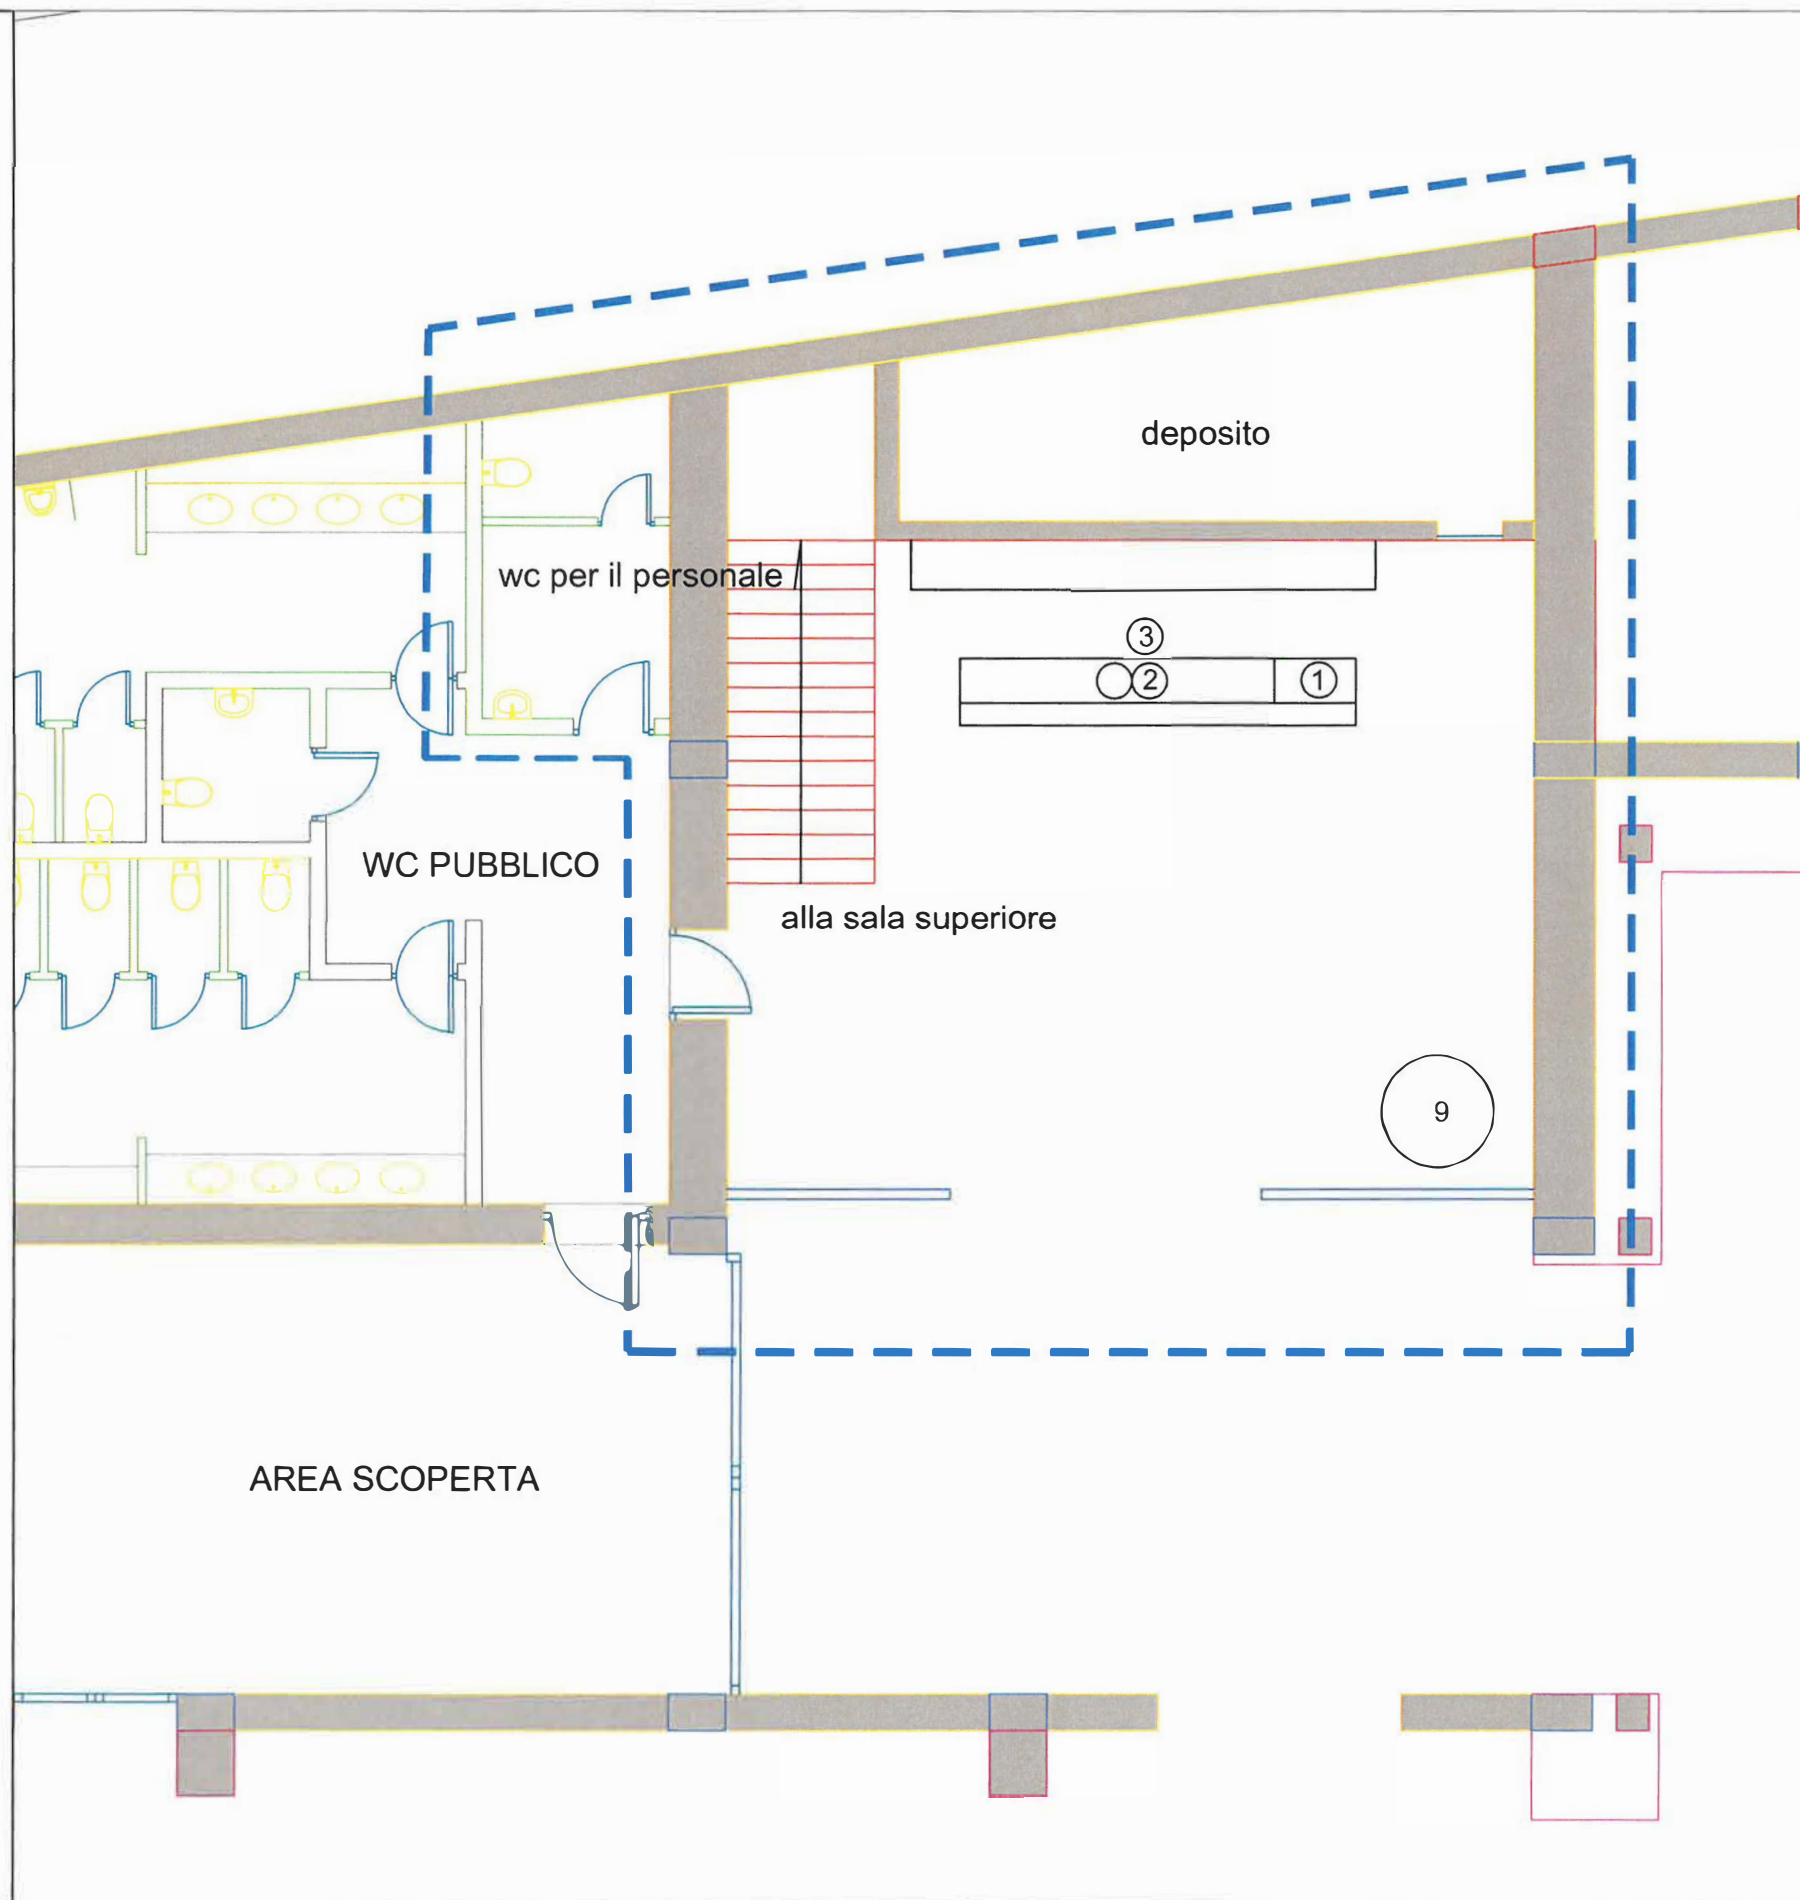 deposito
wc per il personale
3
2
1
WC PUBBLICO
alla sala superiore
9
AREA SCOPERTA